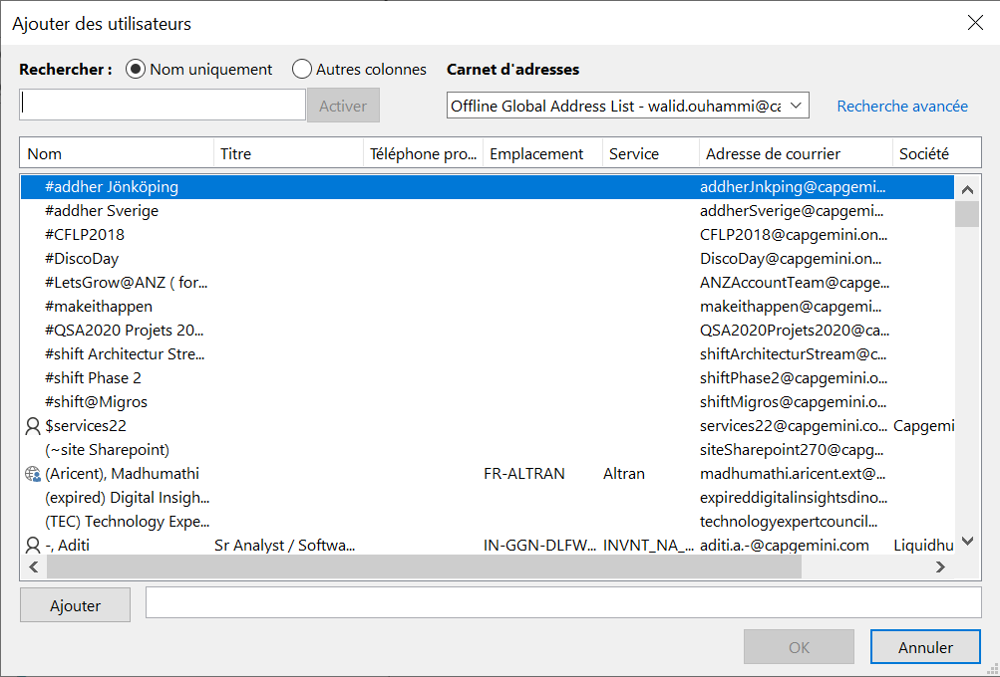 Ajouter des utilisateurs
Rechercher : Nom uniquement Autres colonnes Carnet d'adresses
Activer Offline Global Address List - walid.ouhammi@ca Recherche avancée
Nom Titre Téléphone pro... Emplacement Service Adresse de courrier Société
#addher Jönköping addherJnkping@capgemi...
#addher Sverige addherSverige@capgemi...
#CFLP2018 CFLP2018@capgemini.on...
#DiscoDay DiscoDay@capgemini.on...
#LetsGrow@ANZ ( for... ANZAccountTeam@capge...
#makeithappen makeithappen@capgemi...
#QSA2020 Projets 20... QSA2020Projets2020@ca...
#shift Architectur Stre... shiftArchitecturStream@c...
#shift Phase 2 shiftPhase2@capgemini.o...
#shift@Migros shiftMigros@capgemini.o...
$services22 services22@capgemini.co... Capgemi
(~site Sharepoint) siteSharepoint270@capg...
(Aricent), Madhumathi FR-ALTRAN Altran madhumathi.aricent.ext@...
(expired) Digital Insigh... expireddigitalinsightsdino...
(TEC) Technology Expe... technologyexpertcouncil...
-, Aditi Sr Analyst / Softwa... IN-GGN-DLFW... INVNT_NA_... aditi.a.-@capgemini.com Liquidhu
Ajouter
OK Annuler